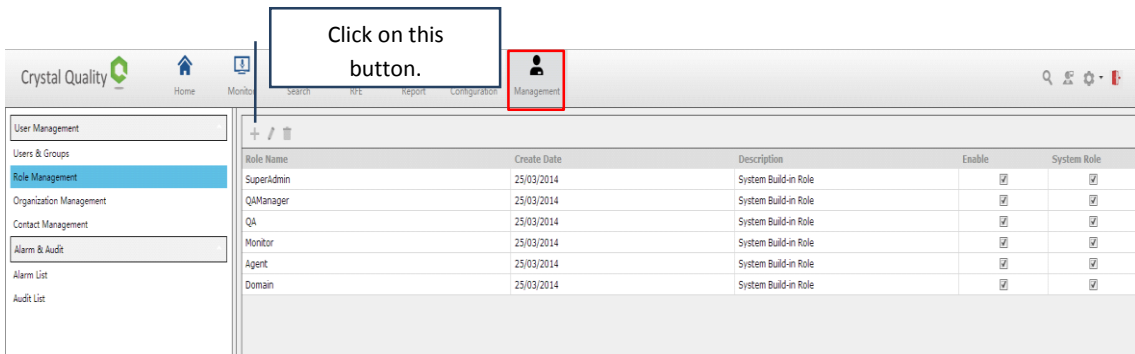 Click on this
button.
Crystal Quality
Home
Monitor
Search
RFE
Report
Configuration
Management
User Management
Users & Groups
Role Management
Organization Management
Contact Management
Alarm & Audit
Alarm List
Audit List
Role Name Create Date Description Enable System Role
SuperAdmin 25/03/2014 System Build-in Role
QAManager 25/03/2014 System Build-in Role
QA 25/03/2014 System Build-in Role
Monitor 25/03/2014 System Build-in Role
Agent 25/03/2014 System Build-in Role
Domain 25/03/2014 System Build-in Role